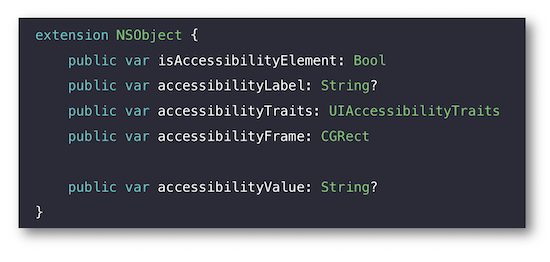 extension NSObject {
    public var isAccessibilityElement: Bool
    public var accessibilityLabel: String?
    public var accessibilityTraits: UIAccessibilityTraits
    public var accessibilityFrame: CGRect
    public var accessibilityValue: String?
}